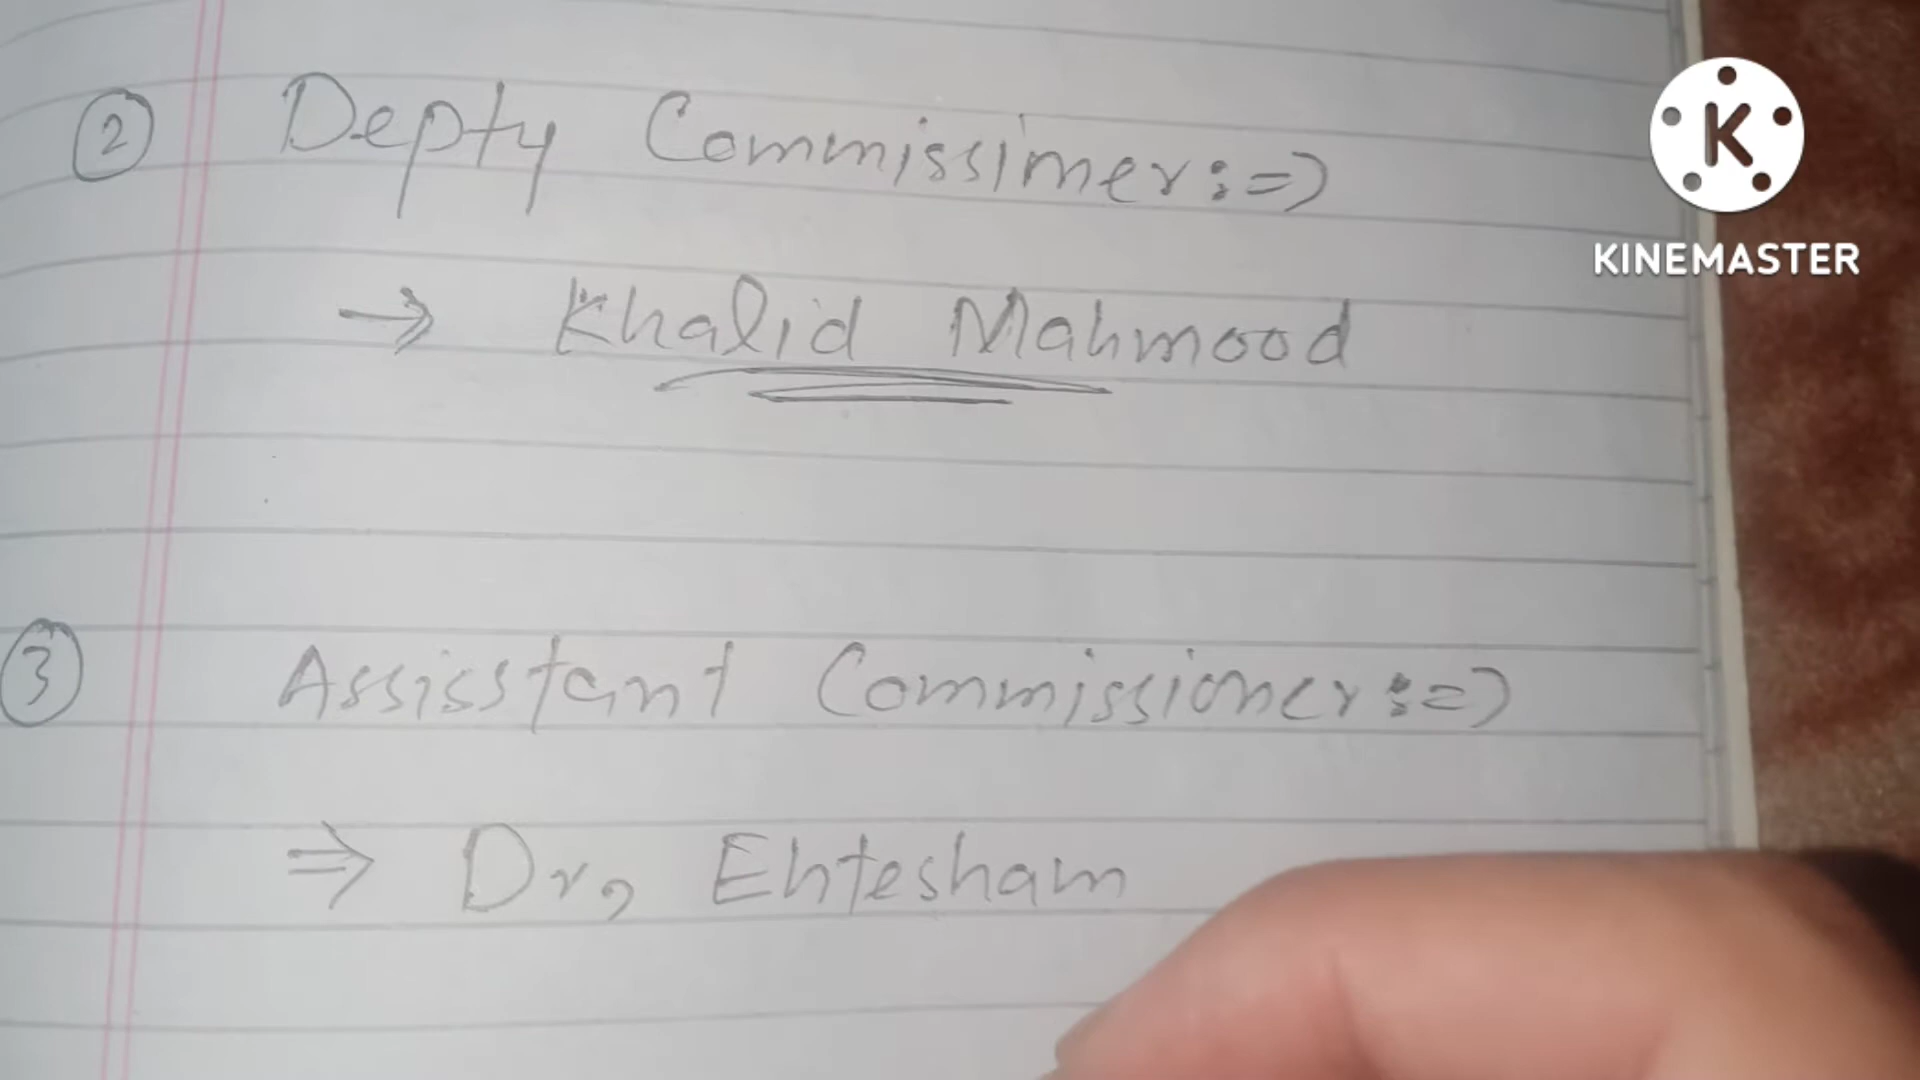 ② Depty Commissimer:=>
→ Khalid Mahmood
③ Assisstant Commissioner:=>
⇒ Dr, Ehtesham
K
KINEMASTER